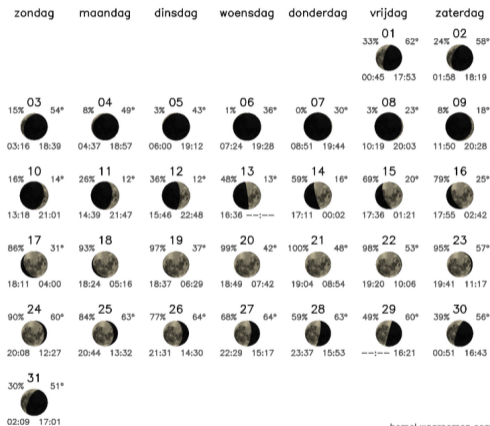 zondag maandag dinsdag woensdag donderdag vrijdag zaterdag
01 02
33% 62° 24% 58°
00:45 17:53 01:58 18:19
03 04 05 06 07 08 09
15% 54° 8% 49° 3% 43° 1% 36° 0% 30° 3% 23° 8% 18°
03:16 18:39 04:37 18:57 06:00 19:12 07:24 19:28 08:51 19:44 10:19 20:03 11:50 20:28
10 11 12 13 14 15 16
16% 14° 26% 12° 36% 12° 48% 13° 59% 16° 69% 20° 79% 25°
13:18 21:01 14:39 21:47 15:46 22:48 16:36 --:-- 17:11 00:02 17:36 01:21 17:55 02:42
17 18 19 20 21 22 23
86% 31° 93% 37° 97% 37° 99% 42° 100% 48° 98% 53° 95% 57°
18:11 04:00 18:24 05:16 18:37 06:29 18:49 07:42 19:04 08:54 19:20 10:06 19:41 11:17
24 25 26 27 28 29 30
90% 60° 84% 63° 77% 64° 68% 64° 59% 63° 49% 60° 39% 56°
20:08 12:27 20:44 13:32 21:31 14:30 22:29 15:17 23:37 15:53 --:-- 16:21 00:51 16:43
31
30% 51°
02:09 17:01